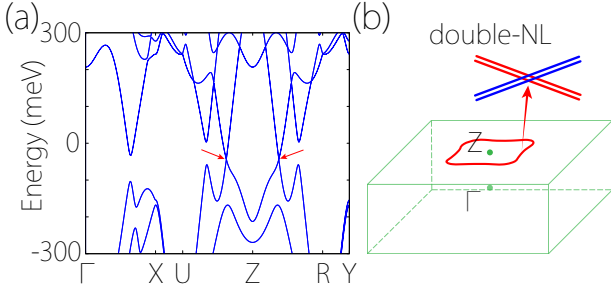 (a)
300
0
-300
Energy (meV)
Γ X U Z R Y
(b)
double-NL
Z
Γ